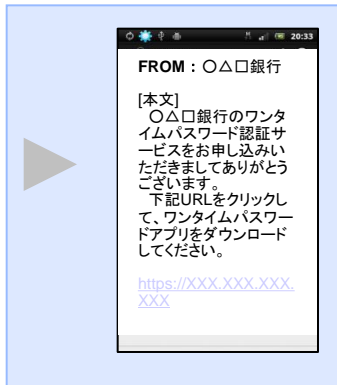 20:33
FROM：〇△□銀行
[本文]
　〇△□銀行のワンタ
イムパスワード認証サ
ービスをお申し込みい
ただきましてありがとう
ございます。
　下記URLをクリックし
て、ワンタイムパスワー
ドアプリをダウンロード
してください。
https://XXX.XXX.XXX.
XXX